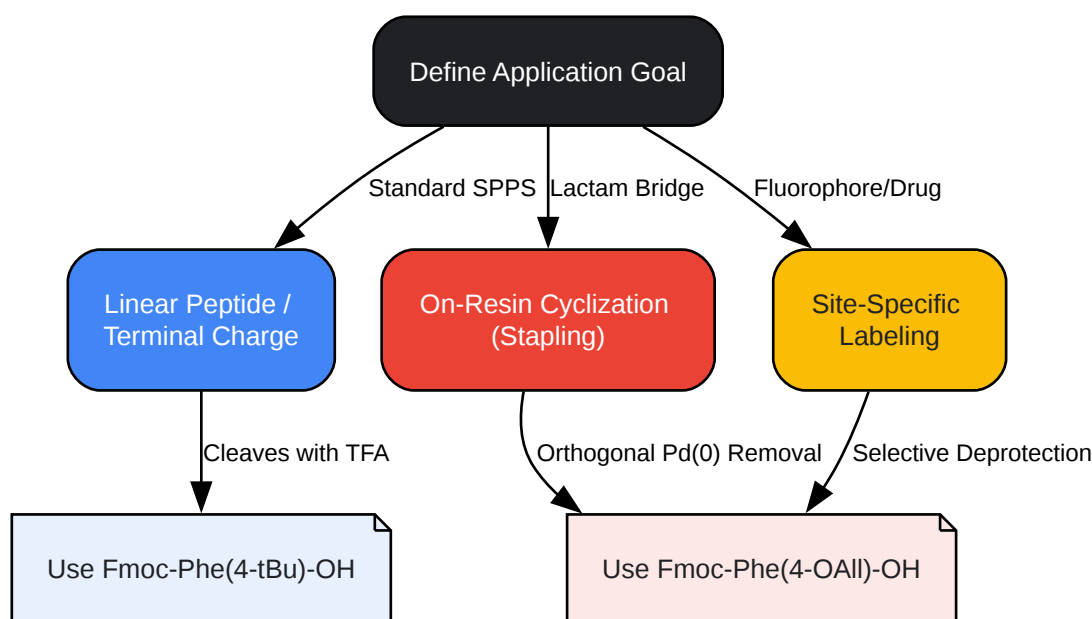 Define Application Goal
Standard SPPS
Lactam Bridge
Fluorophore/Drug
Linear Peptide /
Terminal Charge
On-Resin Cyclization
(Stapling)
Site-Specific
Labeling
Cleaves with TFA
Orthogonal Pd(0) Removal
Selective Deprotection
Use Fmoc-Phe(4-tBu)-OH
Use Fmoc-Phe(4-OAll)-OH